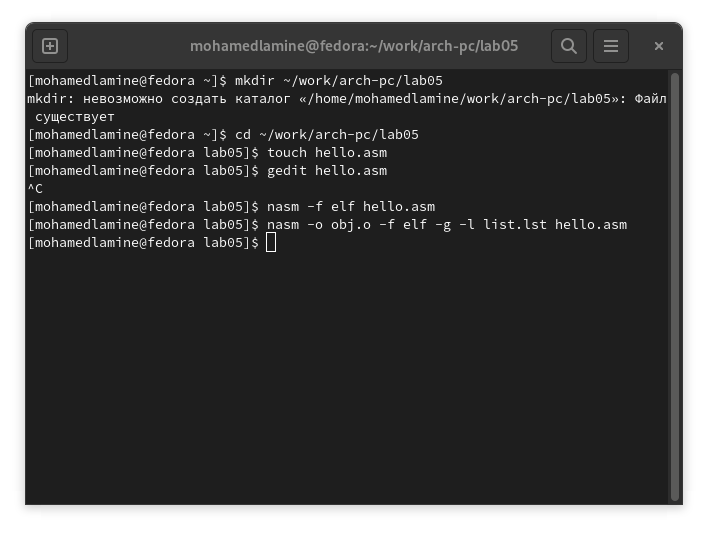 mohamedlamine@fedora:~/work/arch-pc/lab05
[mohamedlamine@fedora ~]$ mkdir ~/work/arch-pc/lab05
mkdir: невозможно создать каталог «/home/mohamedlamine/work/arch-pc/lab05»: Файл
существует
[mohamedlamine@fedora ~]$ cd ~/work/arch-pc/lab05
[mohamedlamine@fedora lab05]$ touch hello.asm
[mohamedlamine@fedora lab05]$ gedit hello.asm
^C
[mohamedlamine@fedora lab05]$ nasm -f elf hello.asm
[mohamedlamine@fedora lab05]$ nasm -o obj.o -f elf -g -l list.lst hello.asm
[mohamedlamine@fedora lab05]$